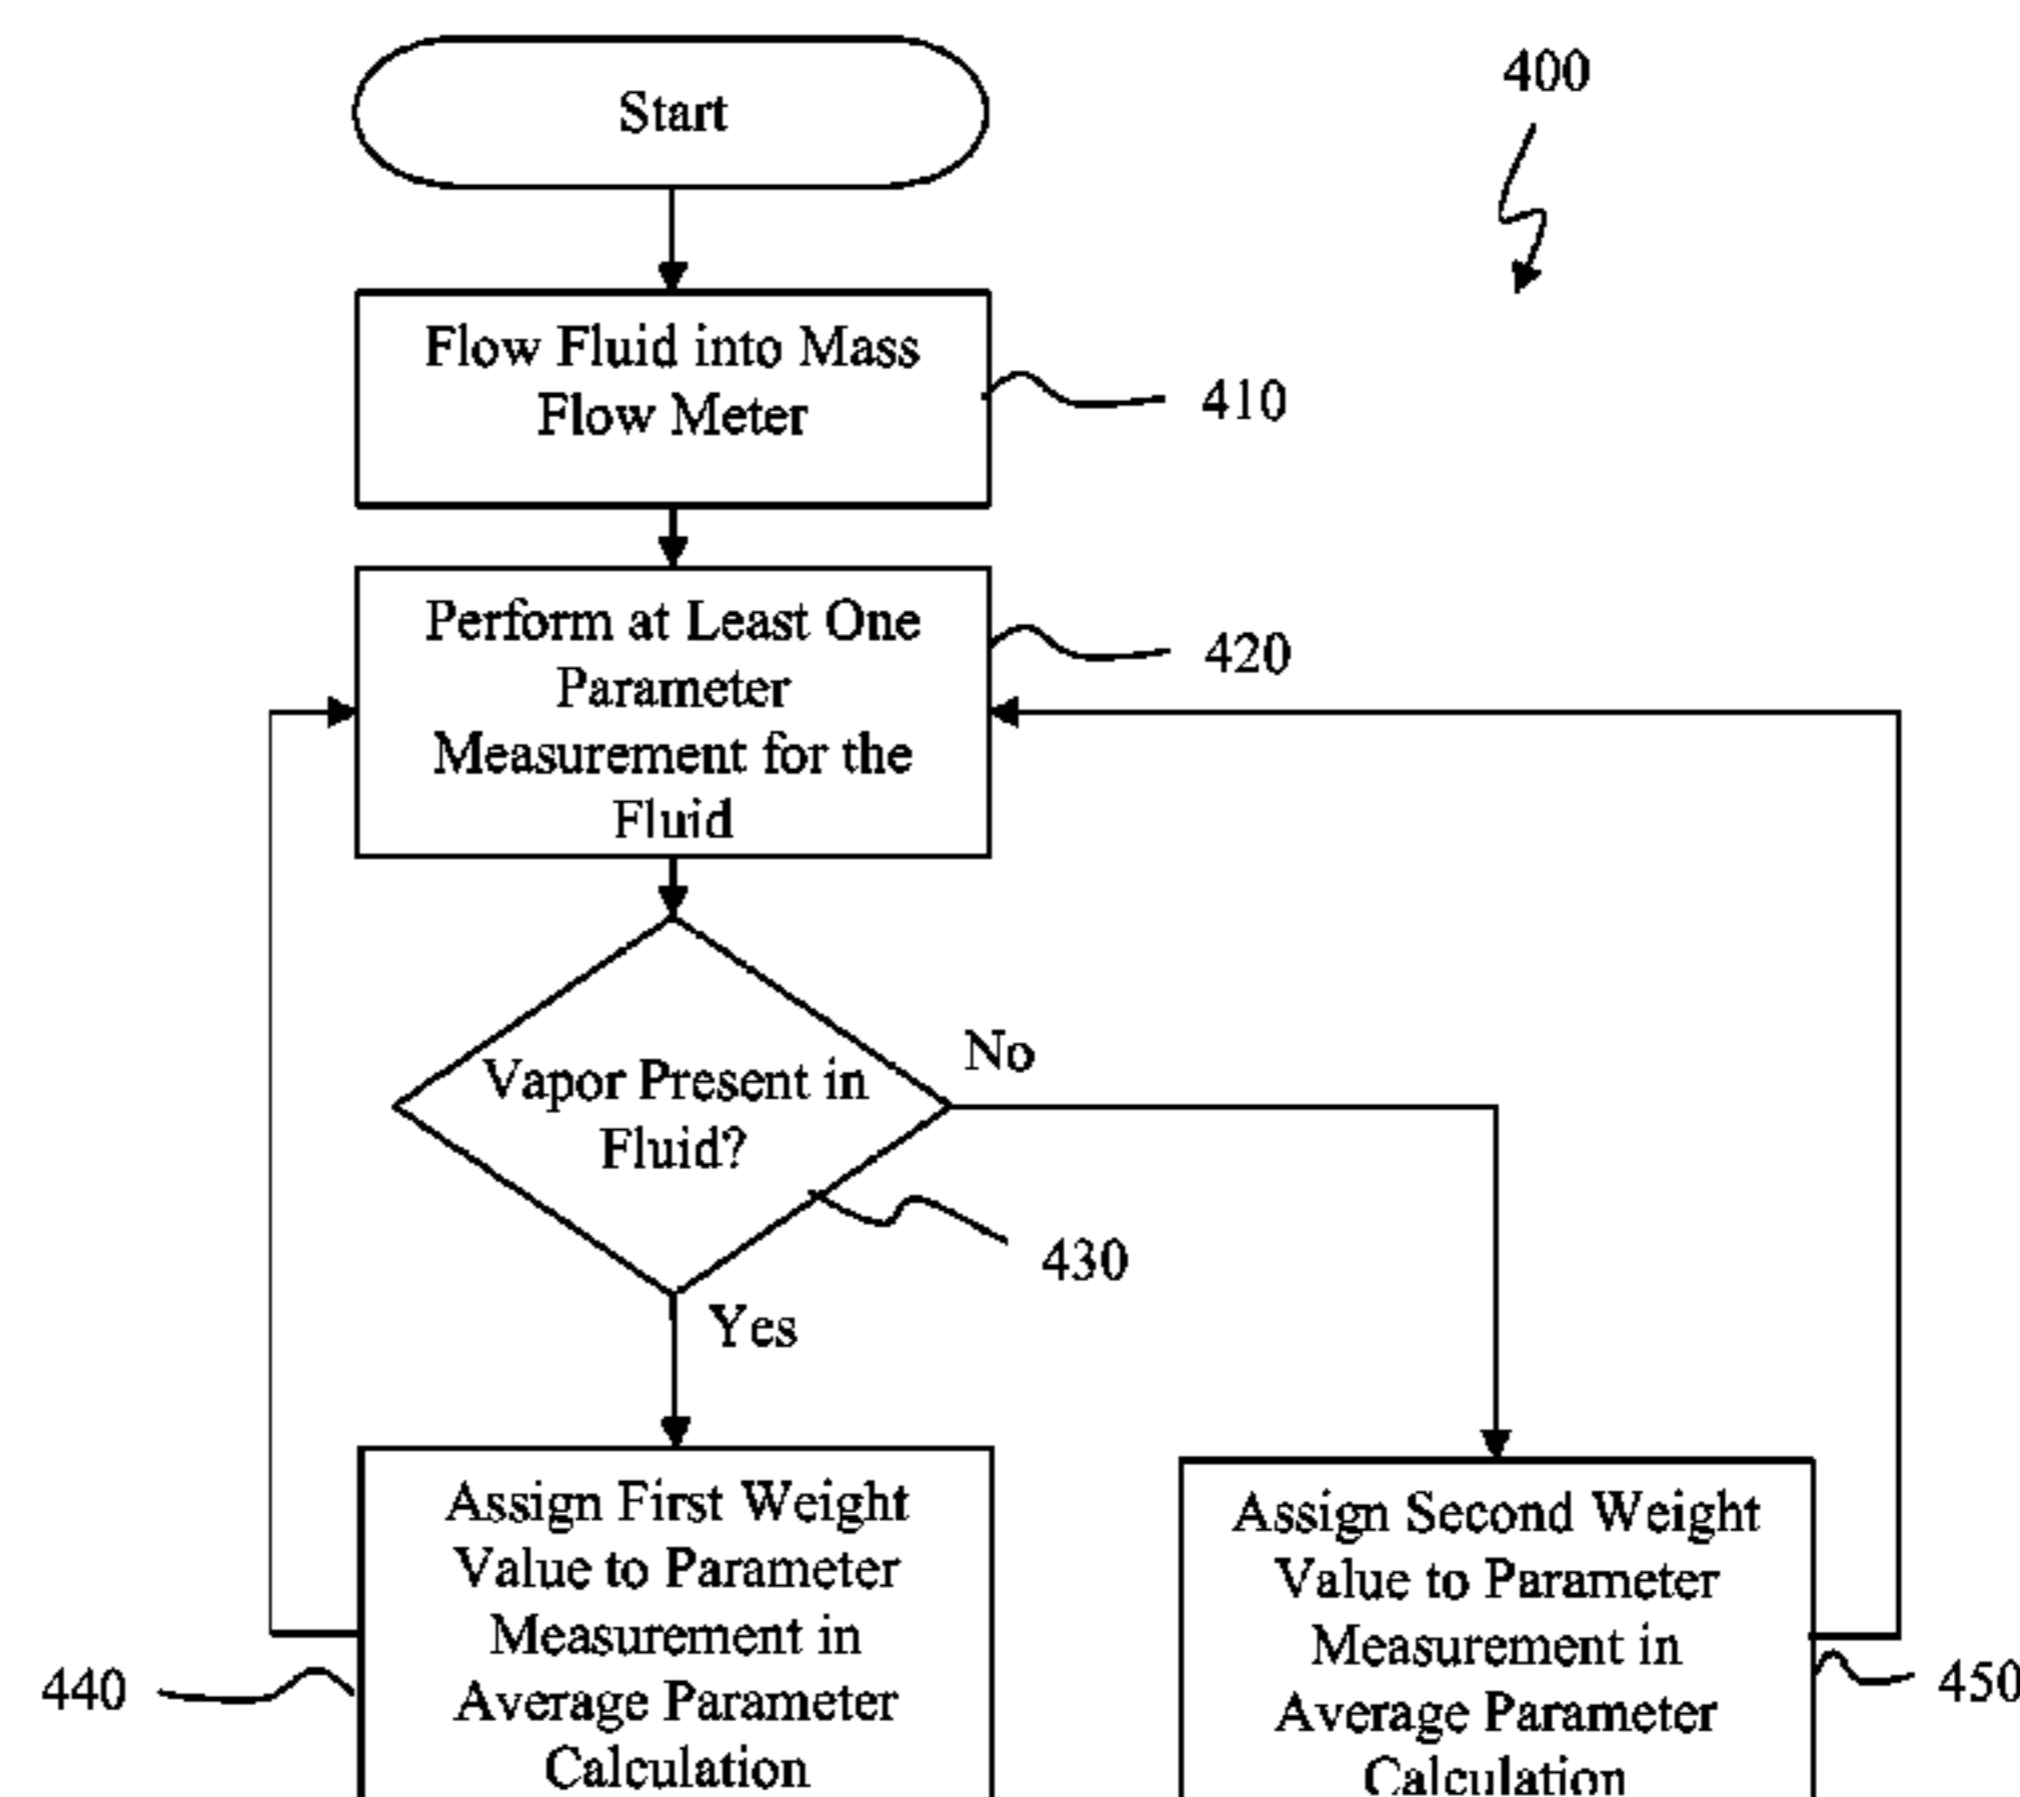 Start
400
Flow Fluid into Mass
Flow Meter
410
Perform at Least One
Parameter
Measurement for the
Fluid
420
Vapor Present in
Fluid?
No
430
Yes
Assign First Weight
Value to Parameter
Measurement in
Average Parameter
Calculation
440
Assign Second Weight
Value to Parameter
Measurement in
Average Parameter
Calculation
450